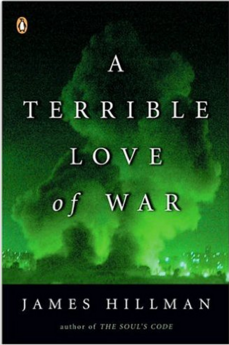 A
TERRIBLE
LOVE
of WAR
JAMES HILLMAN
author of THE SOUL'S CODE